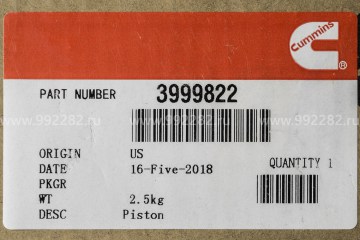 Cummins
®
PART NUMBER 3999822
www.992282.ru www.992282.ru www.992282.ru
ORIGIN US
DATE 16-Five-2018
QUANTITY 1
PKGR
WT 2.5kg
DESC Piston